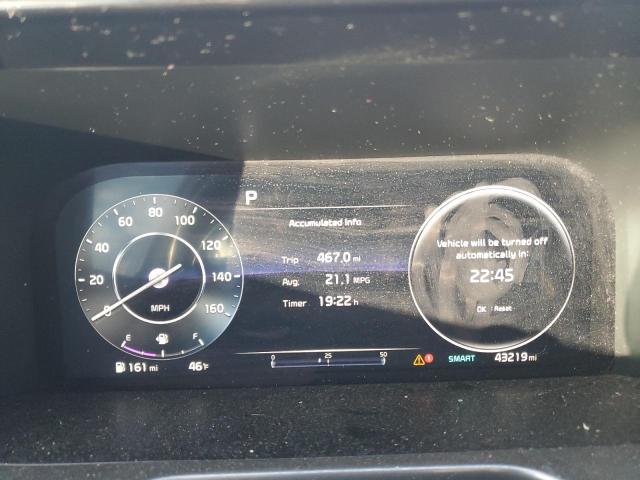 P
0 20 40 60 80 100 120 140 160
MPH
E F
161 mi 46°F
Accumulated Info
Trip 467.0 mi
Avg. 21.1 MPG
Timer 19:22 h
0 25 50
Vehicle will be turned off
automatically in:
22:45
OK : Reset
1 SMART 43219 mi